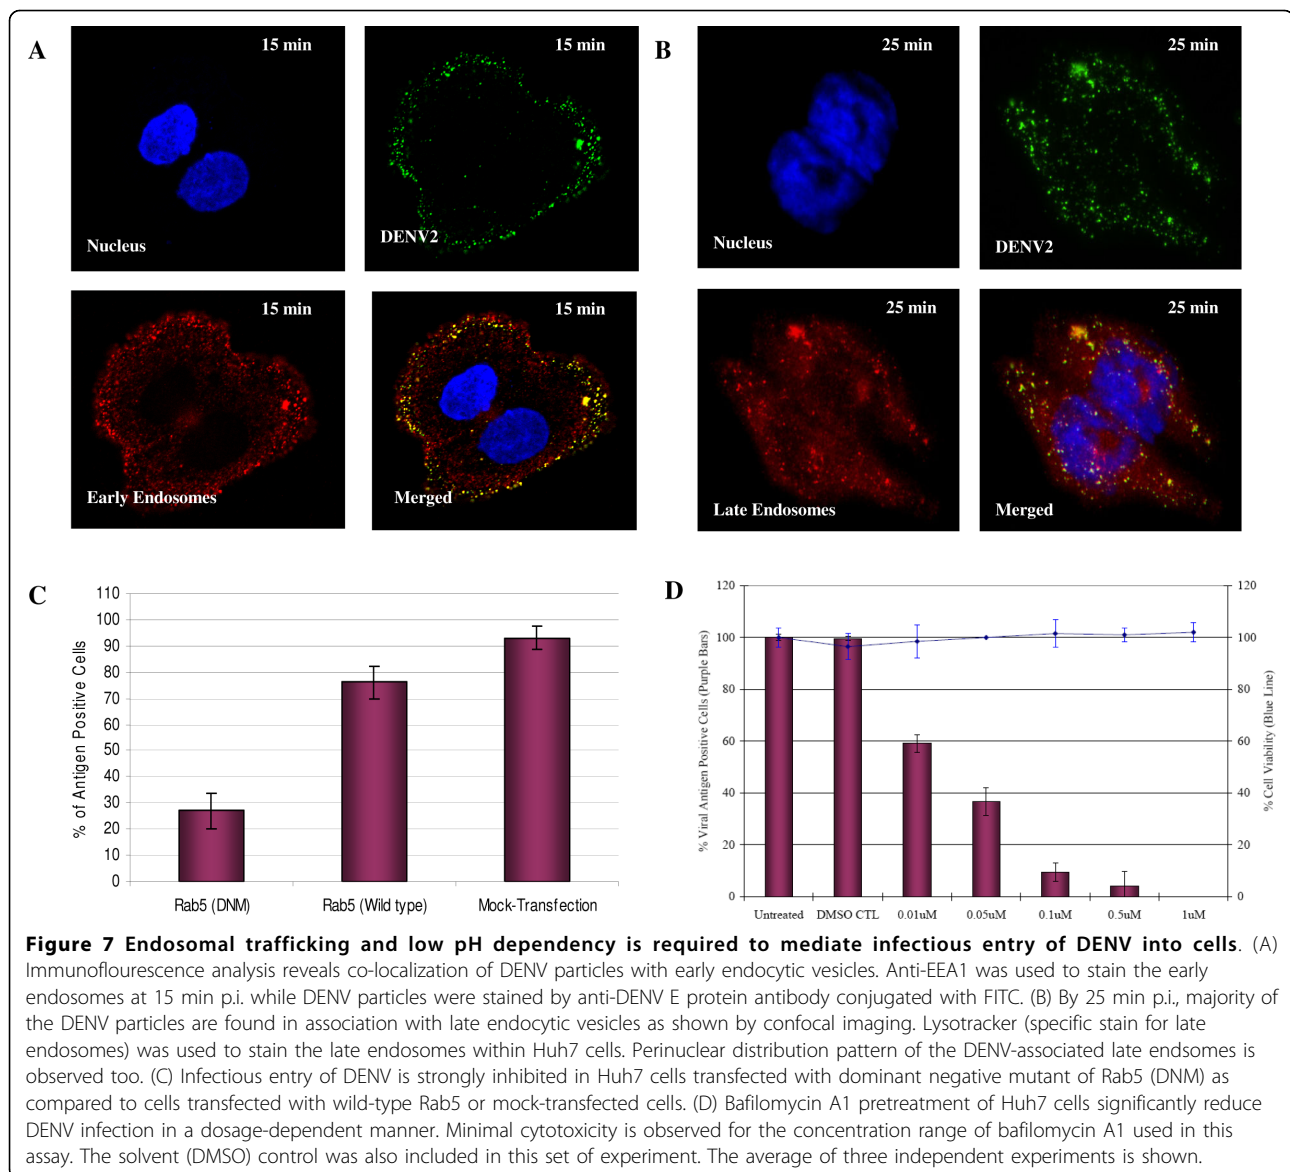 A
15 min
15 min
Nucleus
DENV2
15 min
15 min
Early Endosomes
Merged
B
25 min
25 min
Nucleus
DENV2
25 min
25 min
Late Endosomes
Merged
C
% of Antigen Positive Cells
110
100
90
80
70
60
50
40
30
20
10
0
Rab5 (DNM)
Rab5 (Wild type)
Mock-Transfection
D
% Viral Antigen Positive Cells (Purple Bars)
120
100
80
60
40
20
0
Untreated
DMSO CTL
0.01uM
0.05uM
0.1uM
0.5uM
1uM
120
100
80
60
40
20
0
% Cell Viability (Blue Line)
Figure 7 Endosomal trafficking and low pH dependency is required to mediate infectious entry of DENV into cells. (A)
Immunoflourescence analysis reveals co-localization of DENV particles with early endocytic vesicles. Anti-EEA1 was used to stain the early
endosomes at 15 min p.i. while DENV particles were stained by anti-DENV E protein antibody conjugated with FITC. (B) By 25 min p.i., majority of
the DENV particles are found in association with late endocytic vesicles as shown by confocal imaging. Lysotracker (specific stain for late
endosomes) was used to stain the late endosomes within Huh7 cells. Perinuclear distribution pattern of the DENV-associated late endsomes is
observed too. (C) Infectious entry of DENV is strongly inhibited in Huh7 cells transfected with dominant negative mutant of Rab5 (DNM) as
compared to cells transfected with wild-type Rab5 or mock-transfected cells. (D) Bafilomycin A1 pretreatment of Huh7 cells significantly reduce
DENV infection in a dosage-dependent manner. Minimal cytotoxicity is observed for the concentration range of bafilomycin A1 used in this
assay. The solvent (DMSO) control was also included in this set of experiment. The average of three independent experiments is shown.